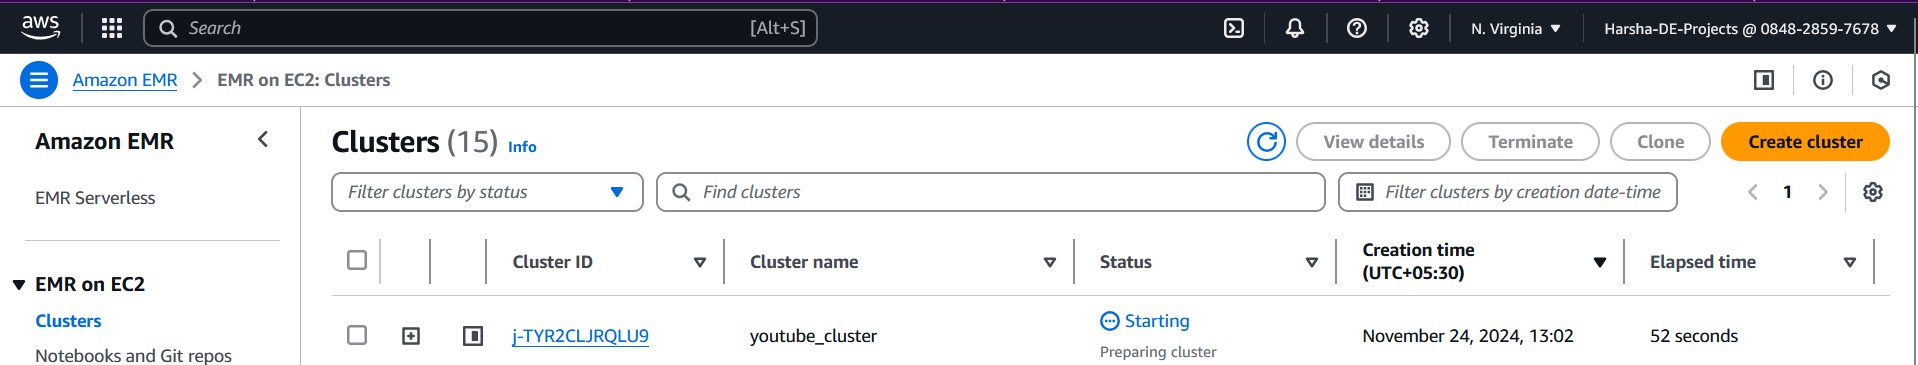 aws Search [Alt+S] N. Virginia Harsha-DE-Projects @ 0848-2859-7678
Amazon EMR EMR on EC2: Clusters
Amazon EMR
EMR Serverless
EMR on EC2
Clusters
Notebooks and Git repos
Clusters (15) Info View details Terminate Clone Create cluster
Filter clusters by status Find clusters Filter clusters by creation date-time 1
Cluster ID Cluster name Status Creation time (UTC+05:30) Elapsed time
j-TYR2CLJRQLU9 youtube_cluster Starting November 24, 2024, 13:02 52 seconds
Preparing cluster